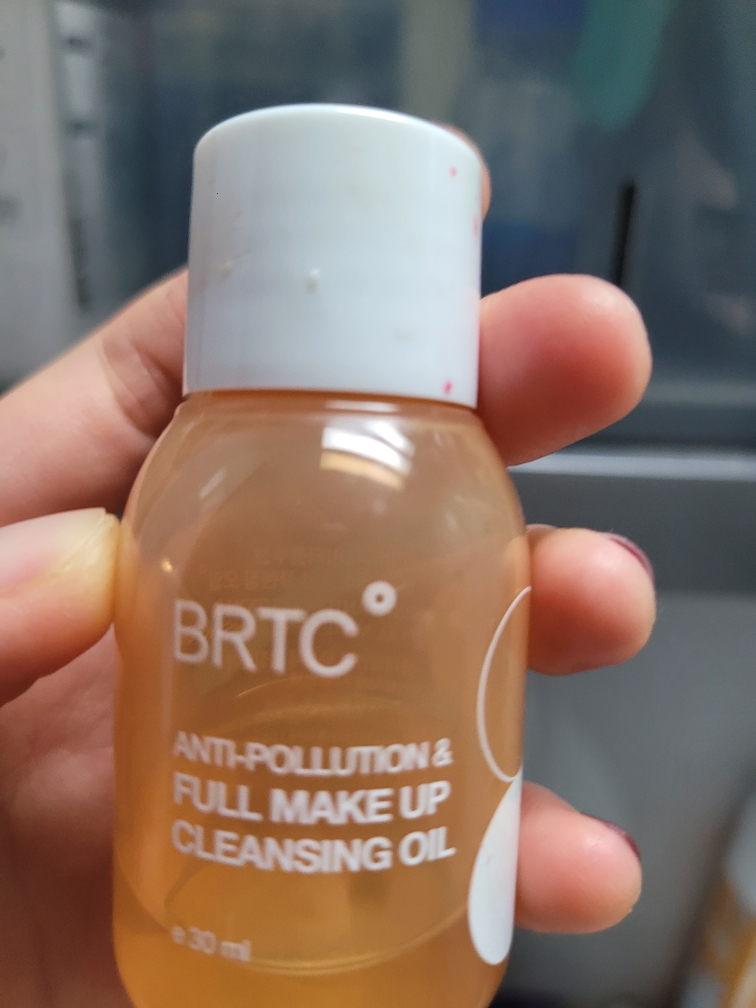 BRTC°
ANTI-POLLUTION &
FULL MAKE UP
CLEANSING OIL
e 30 ml